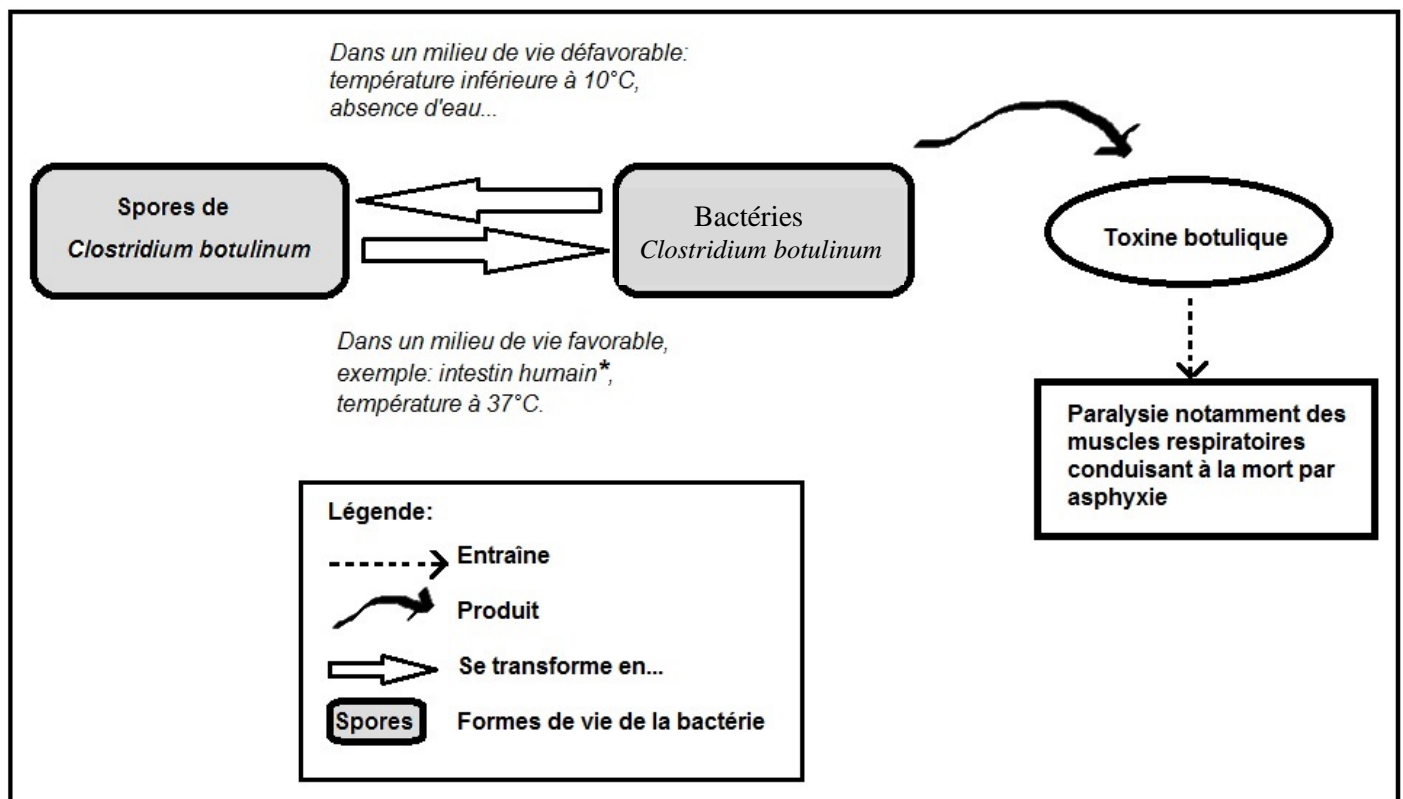 Dans un milieu de vie défavorable:
température inférieure à 10°C,
absence d'eau...
Spores de
Clostridium botulinum
Bactéries
Clostridium botulinum
Toxine botulique
Dans un milieu de vie favorable,
exemple: intestin humain*,
température à 37°C.
Paralysie notamment des
muscles respiratoires
conduisant à la mort par
asphyxie
Légende:
Entraîne
Produit
Se transforme en...
Spores
Formes de vie de la bactérie